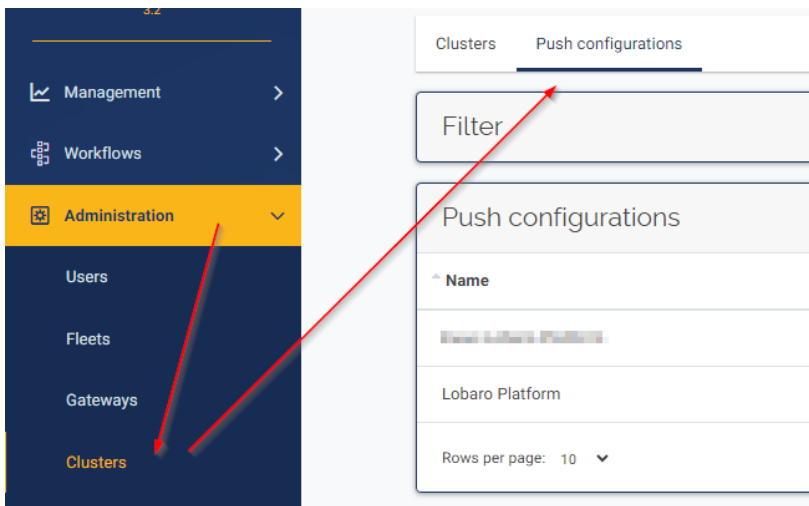 3.2
Management
Workflows
Administration
Users
Fleets
Gateways
Clusters
Clusters Push configurations
Filter
Push configurations
Name
Lobaro Platform
Rows per page: 10